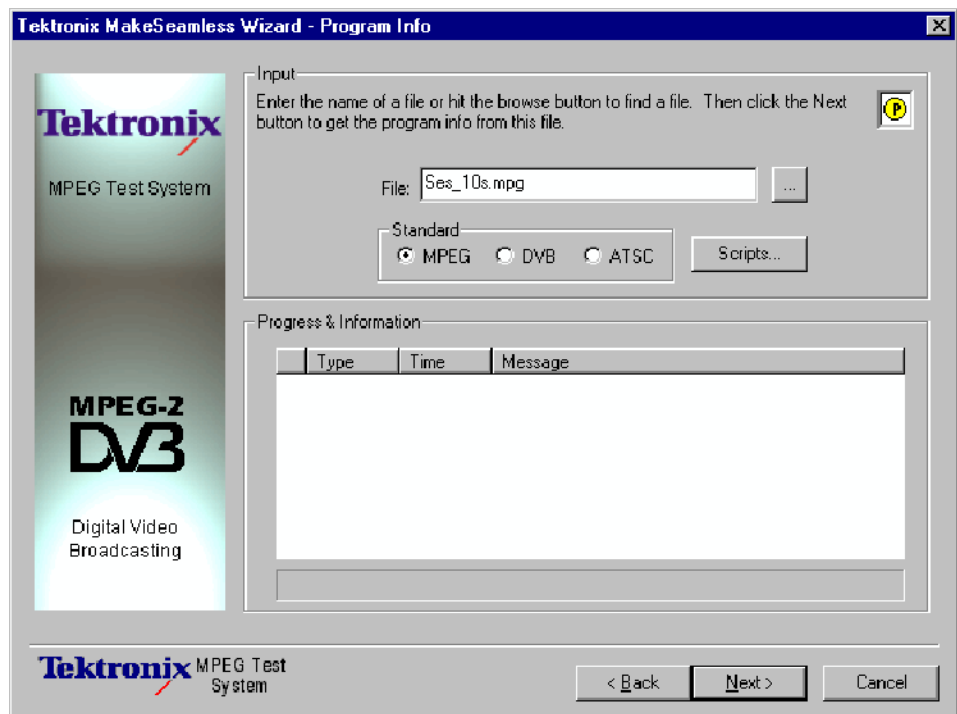 Tektronix MakeSeamless Wizard - Program Info
Tektronix
MPEG Test System
MPEG-2
DVB
Digital Video
Broadcasting
Input
Enter the name of a file or hit the browse button to find a file. Then click the Next
button to get the program info from this file.
P
File: Ses_10s.mpg ...
Standard
MPEG DVB ATSC Scripts...
Progress & Information
Type Time Message
Tektronix MPEG Test
System
< Back Next > Cancel